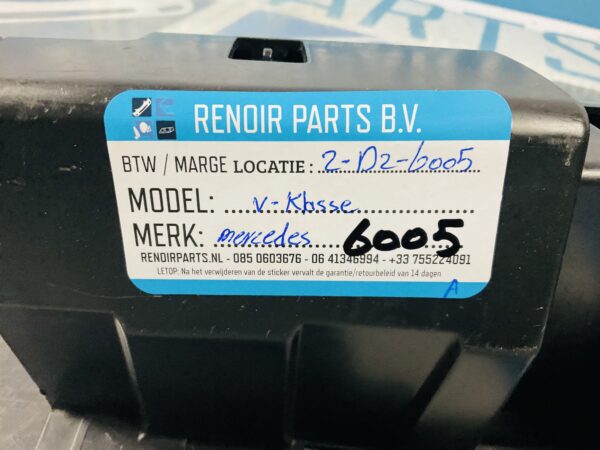 PARTS
RENOIR PARTS B.V.
BTW / MARGE LOCATIE: 2-D2-6005
MODEL: V-Klasse
MERK: mercedes 6005
RENOIRPARTS.NL - 085 0603676 - 06 41346994 - +33 755224091
LETOP: Na het verwijderen van de sticker vervalt de garantie/retourbeleid van 14 dagen.
A